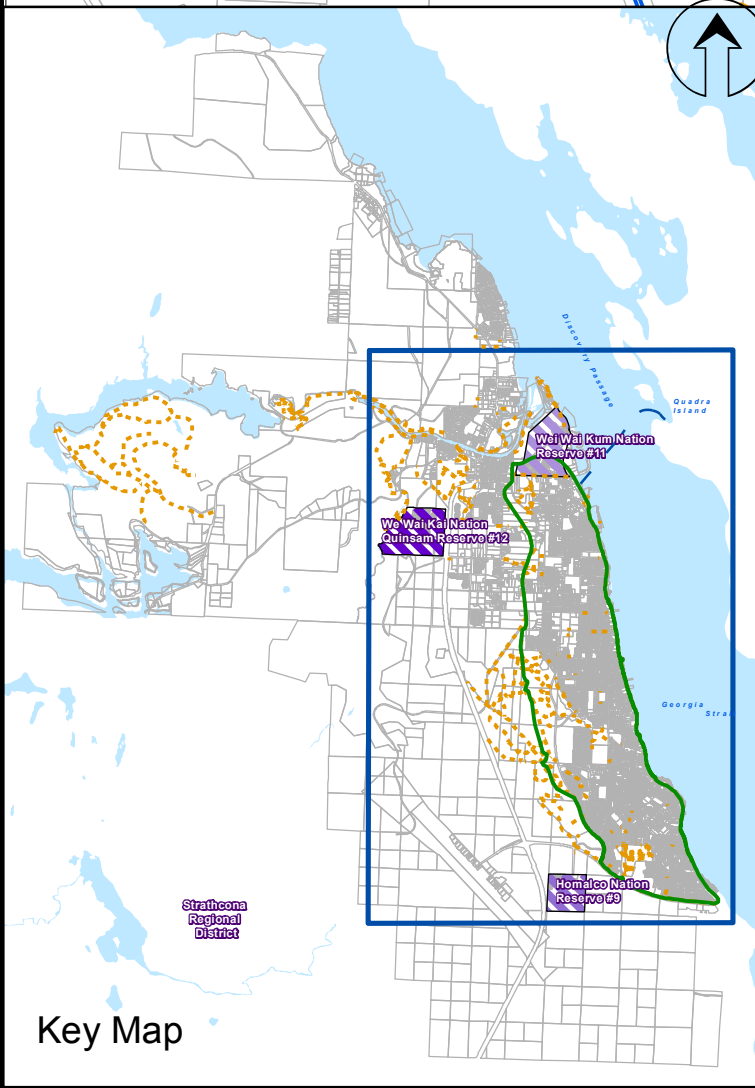 Discovery Passage
Quadra
Island
Wei Wai Kum Nation
Reserve #11
We Wai Kai Nation
Quinsam Reserve #12
Georgia
Strai
Homalco Nation
Reserve #9
Strathcona
Regional
District
Key Map